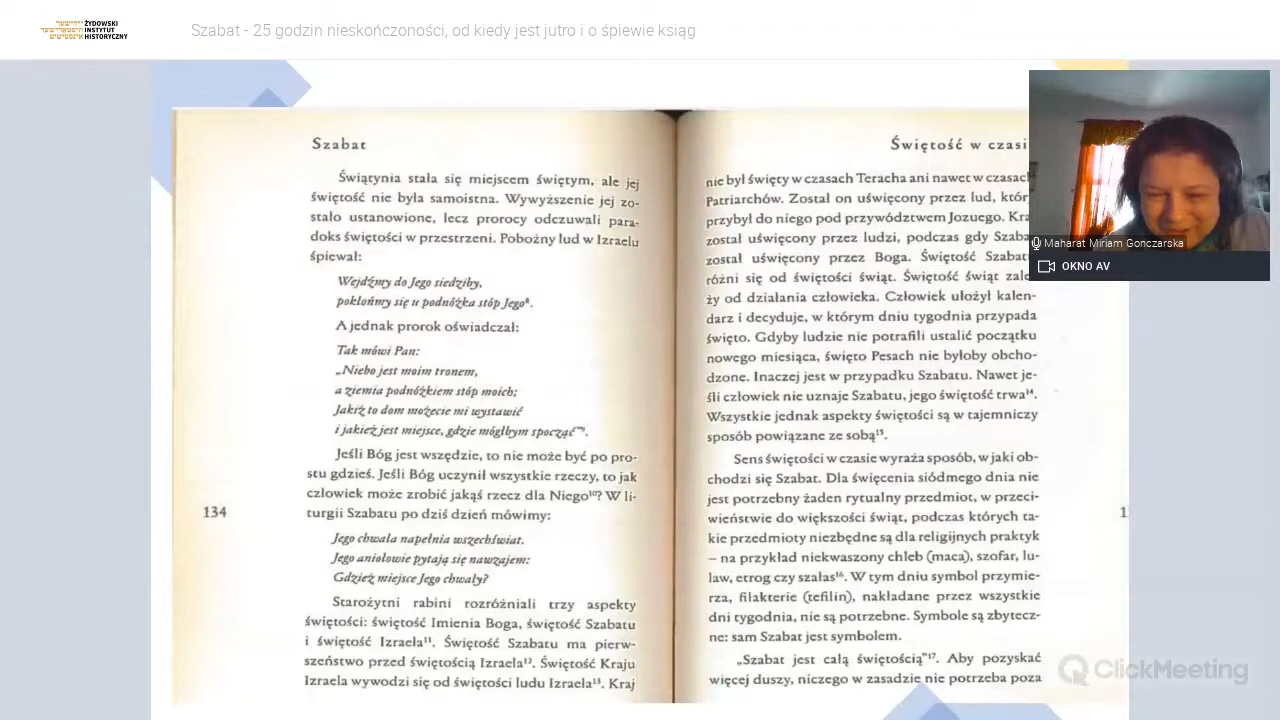 ייִדישער
היסטאָרישער
אינסטיטוט
ŻYDOWSKI
INSTYTUT
HISTORYCZNY
Szabat - 25 godzin nieskończoności, od kiedy jest jutro i o śpiewie ksiąg
Szabat
Świątynia stała się miejscem świętym, ale jej
świętość nie była samoistna. Wywyższenie jej zo-
stało ustanowione, lecz prorocy odczuwali para-
doks świętości w przestrzeni. Pobożny lud w Izraelu
śpiewał:
Wejdźmy do Jego siedziby,
pokłońmy się u podnóżka stóp Jego⁸.
A jednak prorok oświadczał:
Tak mówi Pan:
„Niebo jest moim tronem,
a ziemia podnóżkiem stóp moich;
Jakiż to dom możecie mi wystawić
i jakież jest miejsce, gdzie mógłbym spocząć”⁹.
Jeśli Bóg jest wszędzie, to nie może być po pro-
stu gdzieś. Jeśli Bóg uczynił wszystkie rzeczy, to jak
człowiek może zrobić jakąś rzecz dla Niego¹⁰? W li-
turgii Szabatu po dziś dzień mówimy:
Jego chwała napełnia wszechświat.
Jego aniołowie pytają się nawzajem:
Gdzież miejsce Jego chwały?
Starożytni rabini rozróżniali trzy aspekty
świętości: świętość Imienia Boga, świętość Szabatu
i świętość Izraela¹¹. Świętość Szabatu ma pierw-
szeństwo przed świętością Izraela¹². Świętość Kraju
Izraela wywodzi się od świętości ludu Izraela¹³. Kraj
134
Świętość w czasi
nie był święty w czasach Teracha ani nawet w czasach
Patriarchów. Został on uświęcony przez lud, któr
przybył do niego pod przywództwem Jozuego. Kra
został uświęcony przez ludzi, podczas gdy Szaba
został uświęcony przez Boga. Świętość Szabatu
różni się od świętości świąt. Świętość świąt zale
ży od działania człowieka. Człowiek ułożył kalen-
darz i decyduje, w którym dniu tygodnia przypada
święto. Gdyby ludzie nie potrafili ustalić początku
nowego miesiąca, święto Pesach nie byłoby obcho-
dzone. Inaczej jest w przypadku Szabatu. Nawet je-
śli człowiek nie uznaje Szabatu, jego świętość trwa¹⁴.
Wszystkie jednak aspekty świętości są w tajemniczy
sposób powiązane ze sobą¹⁵.
Sens świętości w czasie wyraża sposób, w jaki ob-
chodzi się Szabat. Dla święcenia siódmego dnia nie
jest potrzebny żaden rytualny przedmiot, w przeci-
wieństwie do większości świąt, podczas których ta-
kie przedmioty niezbędne są dla religijnych praktyk
– na przykład niekwaszony chleb (maca), szofar, lu-
law, etrog czy szałas¹⁶. W tym dniu symbol przymie-
rza, filakterie (tefilin), nakładane przez wszystkie
dni tygodnia, nie są potrzebne. Symbole są zbytecz-
ne: sam Szabat jest symbolem.
„Szabat jest całą świętością”¹⁷. Aby pozyskać
więcej duszy, niczego w zasadzie nie potrzeba poza
Maharat Miriam Gonczarska
OKNO AV
ClickMeeting